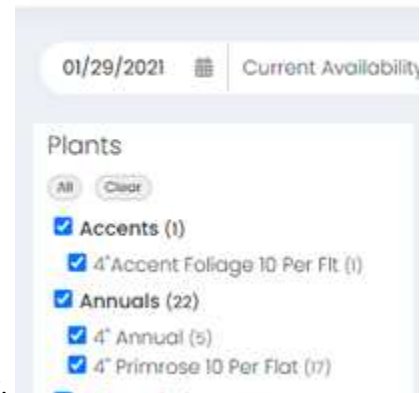 01/29/2021 Current Availability
Plants
All Clear
Accents (1)
4"Accent Foliage 10 Per Flt (1)
Annuals (22)
4" Annual (5)
4" Primrose 10 Per Flat (17)